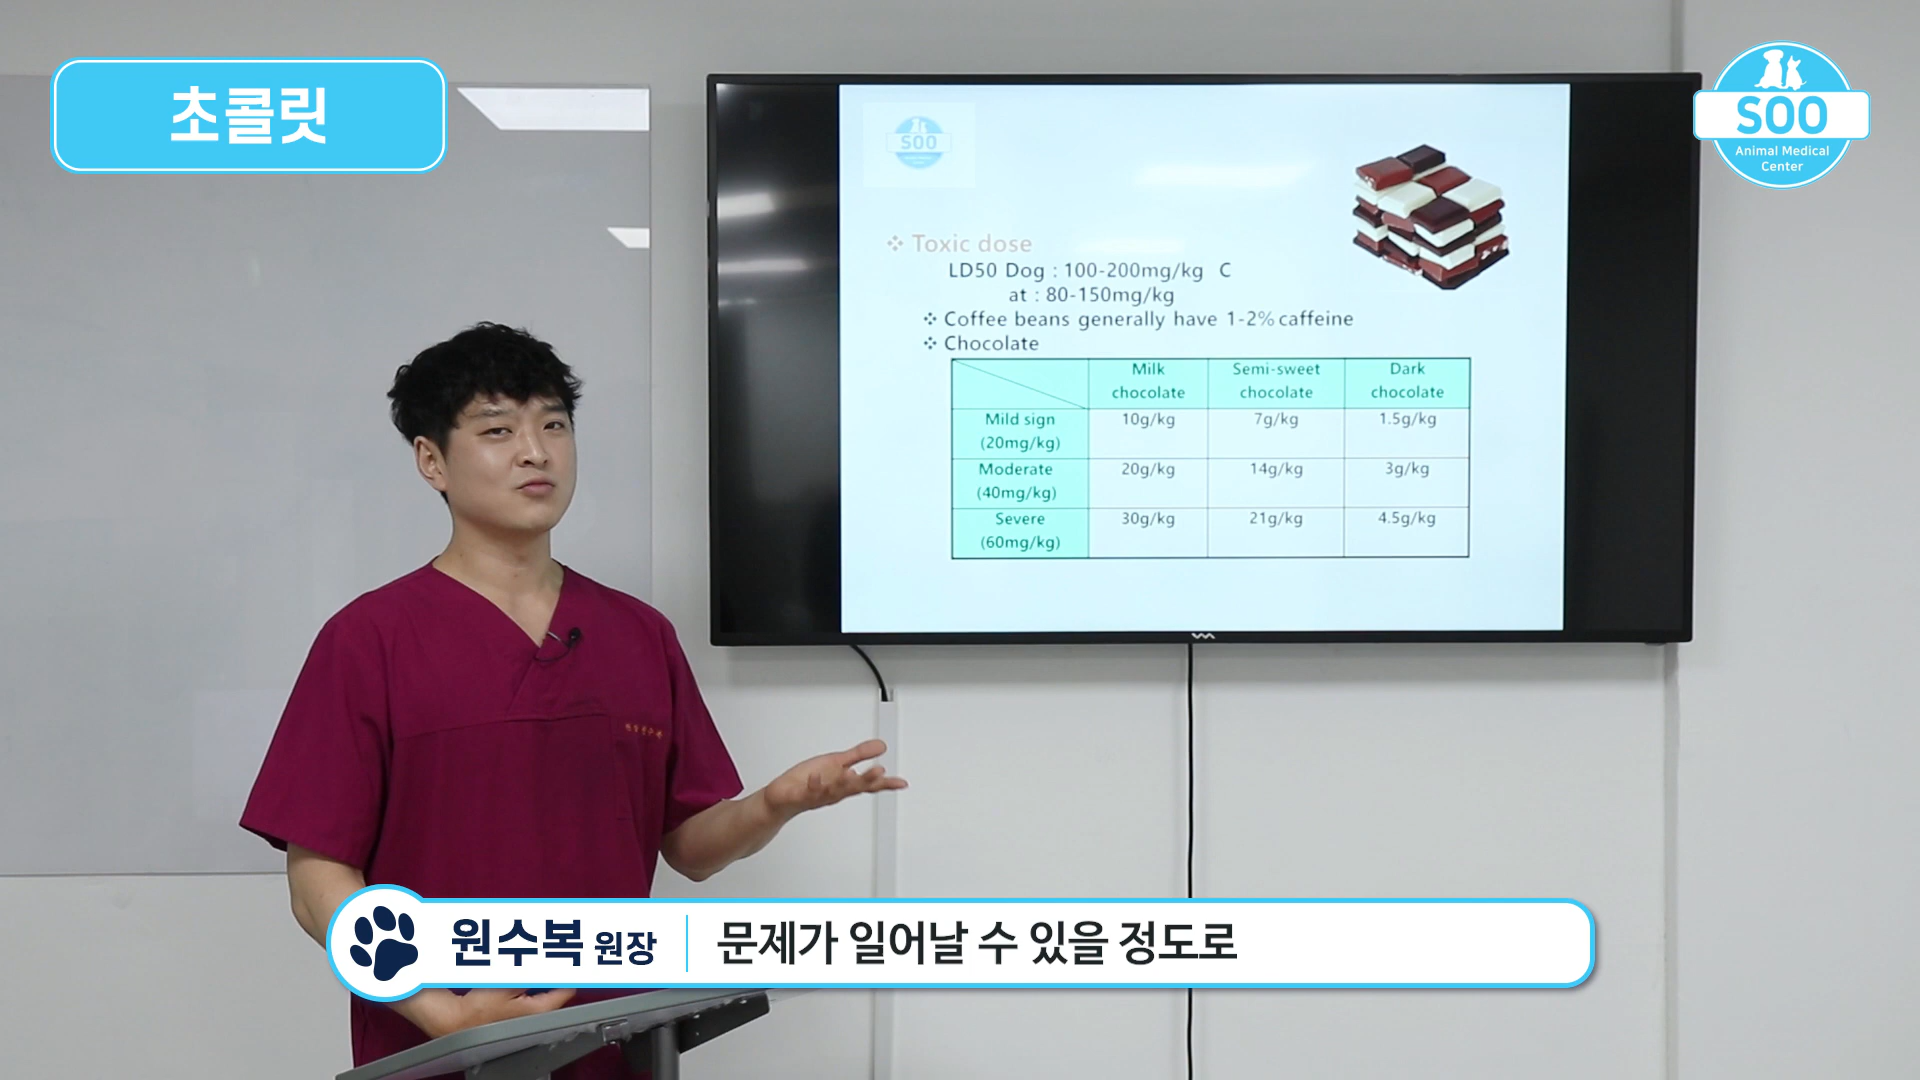 초콜릿
SOO
Animal Medical
Center
SOO
Toxic dose
LD50 Dog : 100-200mg/kg C
at : 80-150mg/kg
Coffee beans generally have 1-2% caffeine
Chocolate
Milk chocolate Semi-sweet chocolate Dark chocolate
Mild sign (20mg/kg) 10g/kg 7g/kg 1.5g/kg
Moderate (40mg/kg) 20g/kg 14g/kg 3g/kg
Severe (60mg/kg) 30g/kg 21g/kg 4.5g/kg
원수복 원장 문제가 일어날 수 있을 정도로